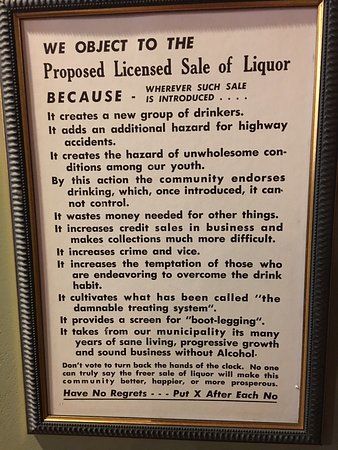 WE OBJECT TO THE
Proposed Licensed Sale of Liquor
BECAUSE - WHEREVER SUCH SALE
IS INTRODUCED . . . .
It creates a new group of drinkers.
It adds an additional hazard for highway
accidents.
It creates the hazard of unwholesome con-
ditions among our youth.
By this action the community endorses
drinking, which, once introduced, it can-
not control.
It wastes money needed for other things.
It increases credit sales in business and
makes collections much more difficult.
It increases crime and vice.
It increases the temptation of those who
are endeavoring to overcome the drink
habit.
It cultivates what has been called "the
damnable treating system".
It provides a screen for "boot-legging".
It takes from our municipality its many
years of sane living, progressive growth
and sound business without Alcohol.
Don't vote to turn back the hands of the clock. No one
can truly say the freer sale of liquor will make this
community better, happier, or more prosperous.
Have No Regrets - - - Put X After Each No